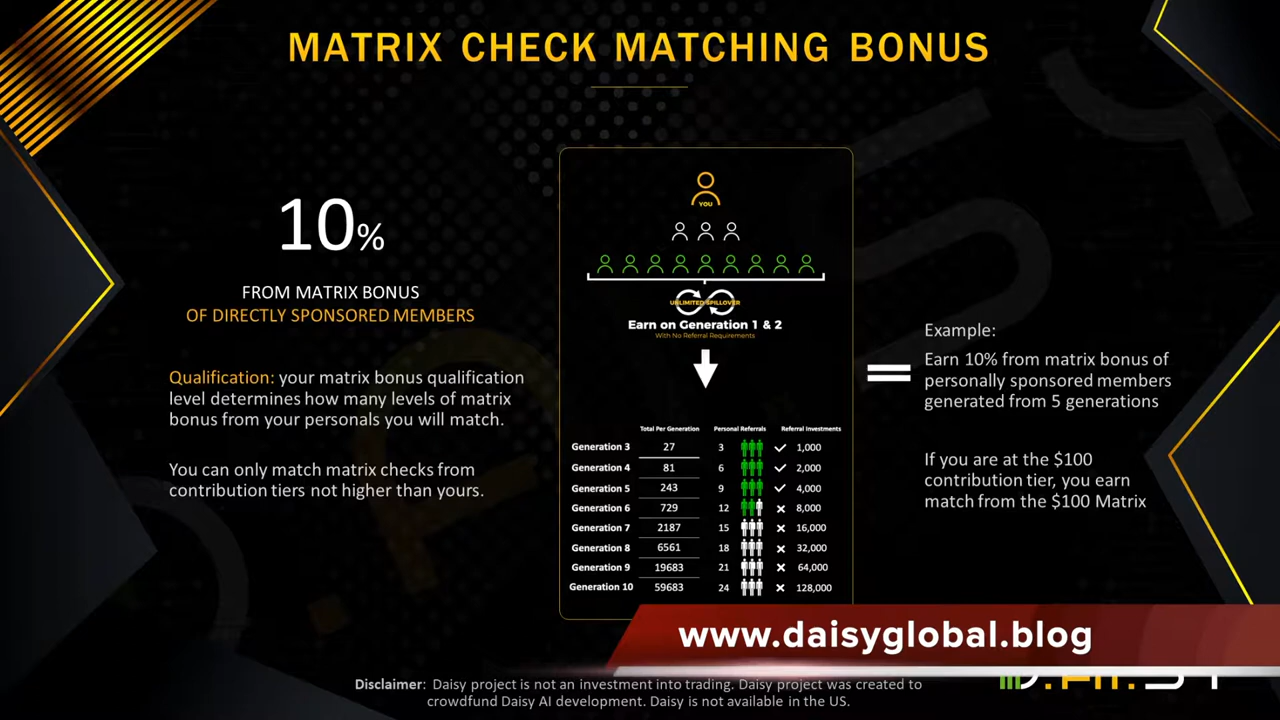 MATRIX CHECK MATCHING BONUS
10%
FROM MATRIX BONUS
OF DIRECTLY SPONSORED MEMBERS
Qualification: your matrix bonus qualification
level determines how many levels of matrix
bonus from your personals you will match.
You can only match matrix checks from
contribution tiers not higher than yours.
YOU
UNLIMITED SPILLOVER
Earn on Generation 1 & 2
With No Referral Requirements
Total Per Generation Personal Referrals Referral Investments
Generation 3 27 3 1,000
Generation 4 81 6 2,000
Generation 5 243 9 4,000
Generation 6 729 12 8,000
Generation 7 2187 15 16,000
Generation 8 6561 18 32,000
Generation 9 19683 21 64,000
Generation 10 59683 24 128,000
Example:
Earn 10% from matrix bonus of
personally sponsored members
generated from 5 generations
If you are at the $100
contribution tier, you earn
match from the $100 Matrix
www.daisyglobal.blog
Disclaimer: Daisy project is not an investment into trading. Daisy project was created to
crowdfund Daisy AI development. Daisy is not available in the US.